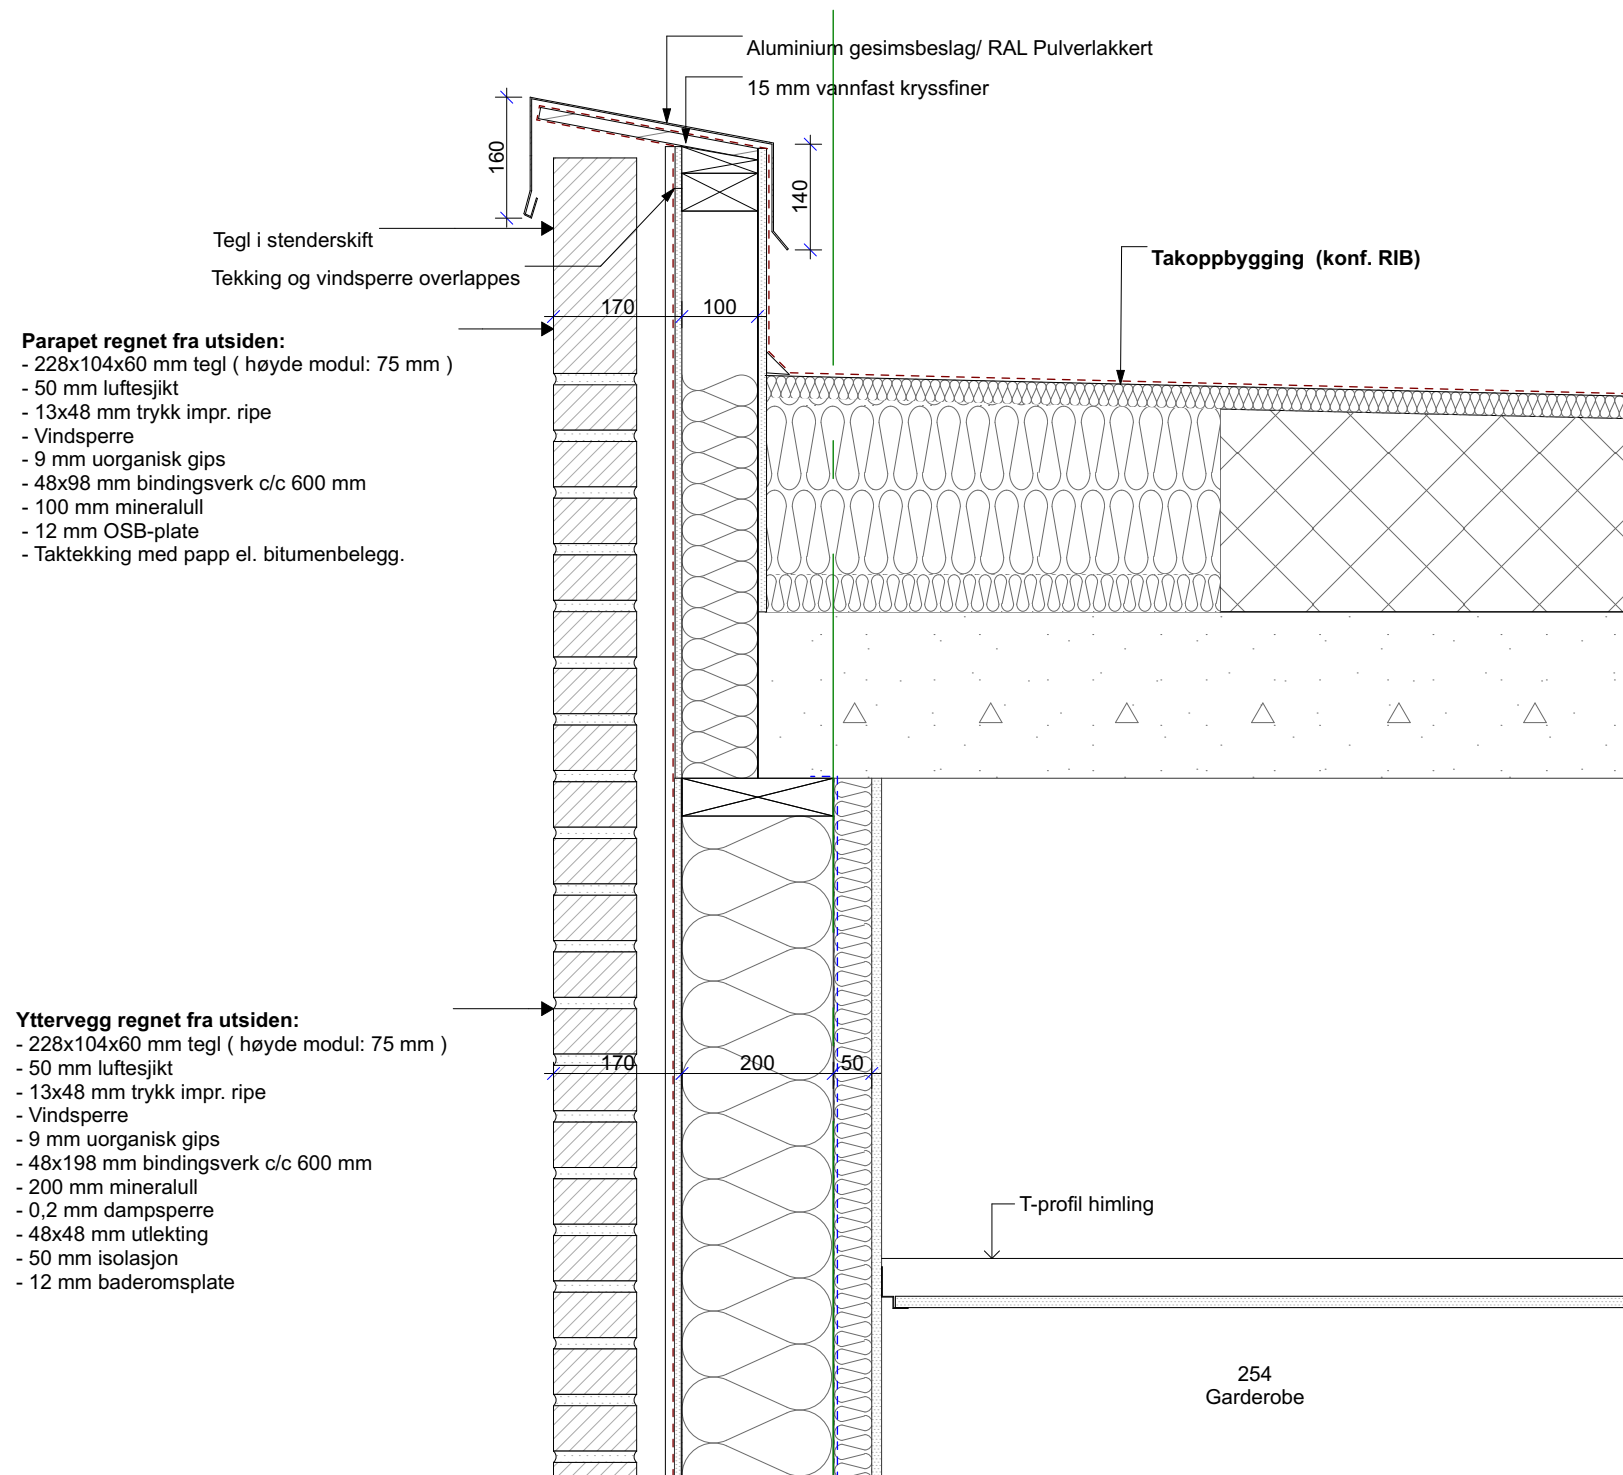 Aluminium gesimsbeslag/ RAL Pulverlakkert
15 mm vannfast kryssfiner
160
140
Tegl i stenderskift
Tekking og vindsperre overlappes
Takoppbygging (konf. RIB)
170
100
Parapet regnet fra utsiden:
- 228x104x60 mm tegl ( høyde modul: 75 mm )
- 50 mm luftesjikt
- 13x48 mm trykk impr. ripe
- Vindsperre
- 9 mm uorganisk gips
- 48x98 mm bindingsverk c/c 600 mm
- 100 mm mineralull
- 12 mm OSB-plate
- Taktekking med papp el. bitumenbelegg.
Yttervegg regnet fra utsiden:
- 228x104x60 mm tegl ( høyde modul: 75 mm )
- 50 mm luftesjikt
- 13x48 mm trykk impr. ripe
- Vindsperre
- 9 mm uorganisk gips
- 48x198 mm bindingsverk c/c 600 mm
- 200 mm mineralull
- 0,2 mm dampsperre
- 48x48 mm utlekting
- 50 mm isolasjon
- 12 mm baderomsplate
170
200
50
T-profil himling
254
Garderobe